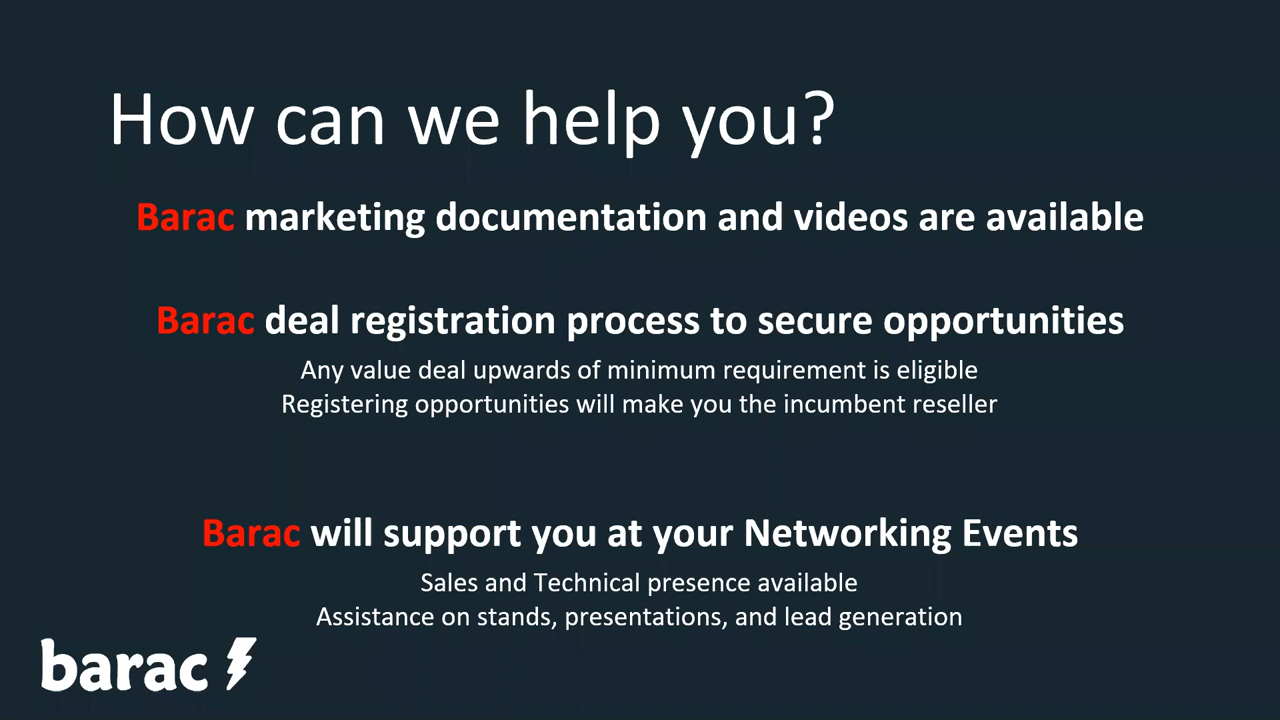 How can we help you?
Barac marketing documentation and videos are available
Barac deal registration process to secure opportunities
Any value deal upwards of minimum requirement is eligible
Registering opportunities will make you the incumbent reseller
Barac will support you at your Networking Events
Sales and Technical presence available
Assistance on stands, presentations, and lead generation
barac